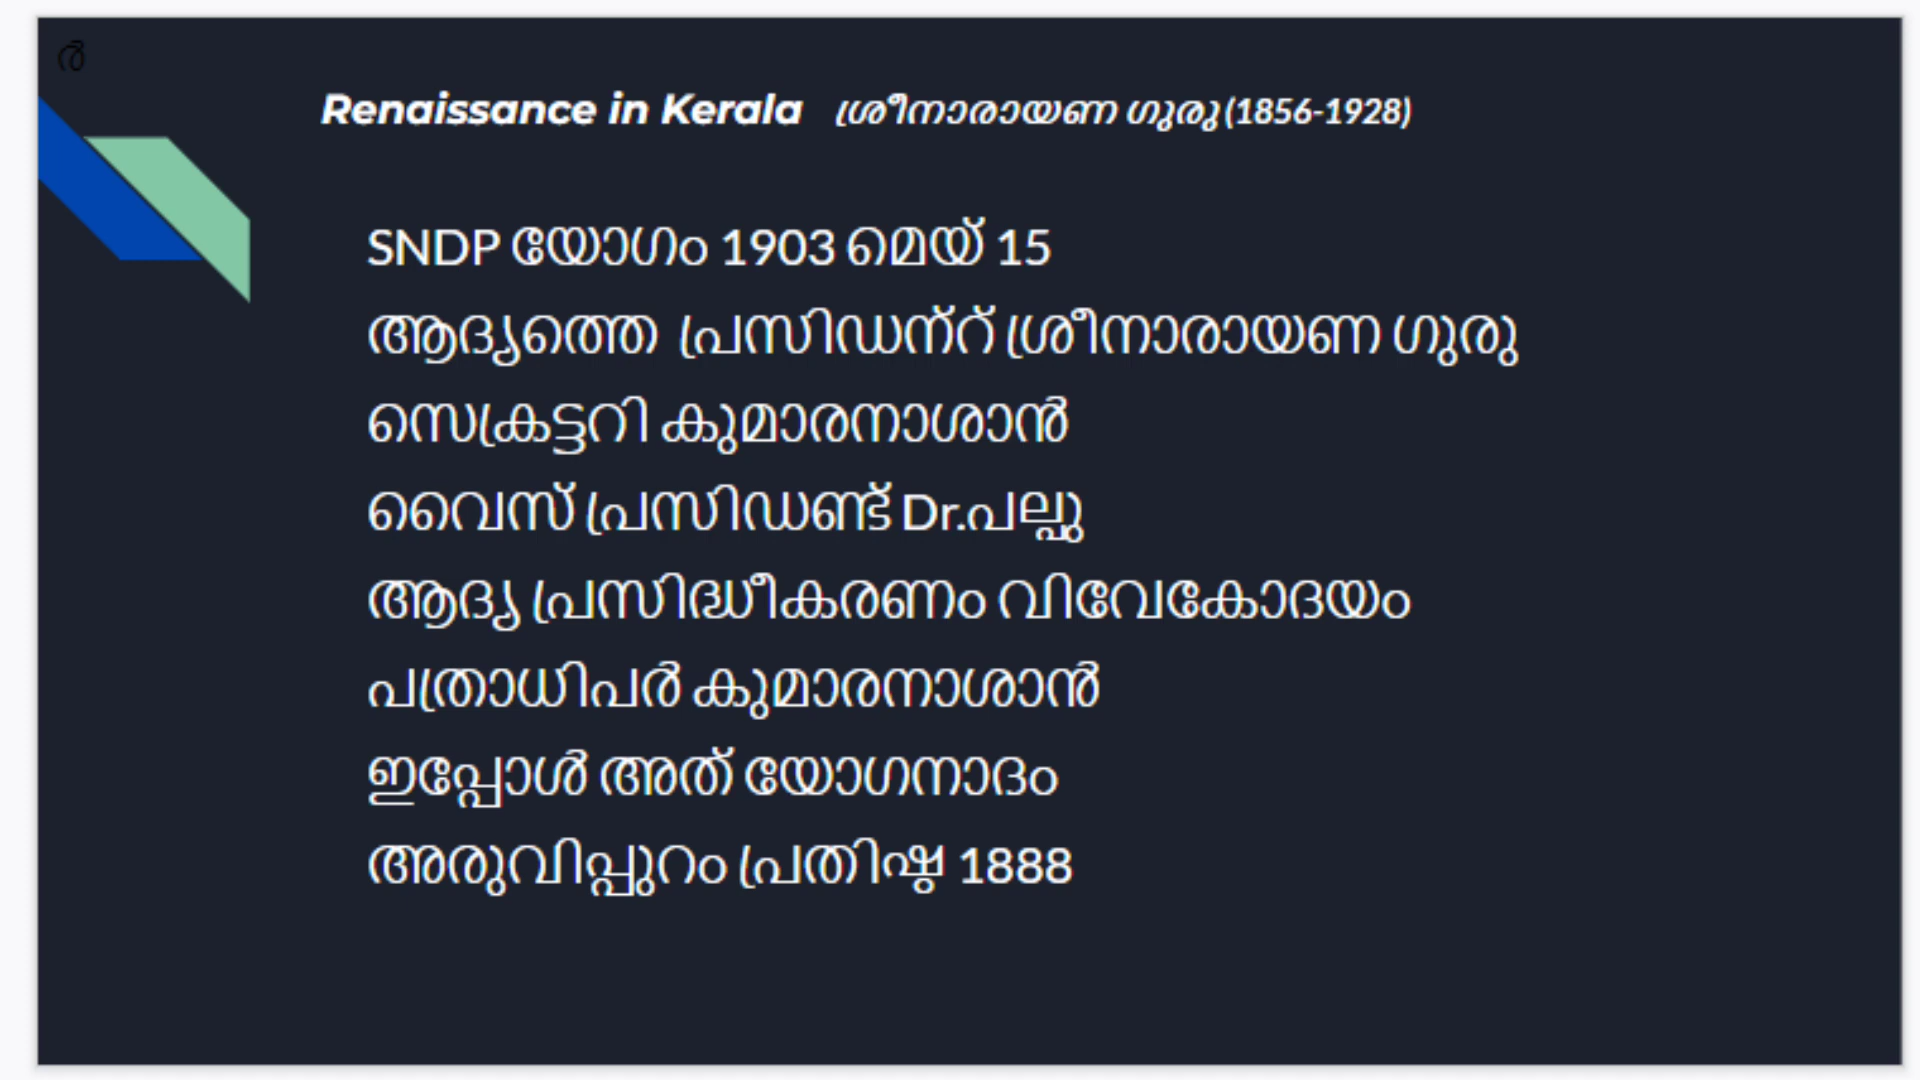 ർ
Renaissance in Kerala ശ്രീനാരായണ ഗുരു (1856-1928)
SNDP യോഗം 1903 മെയ് 15
ആദ്യത്തെ പ്രസിഡന്റ് ശ്രീനാരായണ ഗുരു
സെക്രട്ടറി കുമാരനാശാൻ
വൈസ് പ്രസിഡണ്ട് Dr.പല്പു
ആദ്യ പ്രസിദ്ധീകരണം വിവേകോദയം
പത്രാധിപർ കുമാരനാശാൻ
ഇപ്പോൾ അത് യോഗനാദം
അരുവിപ്പുറം പ്രതിഷ്ഠ 1888